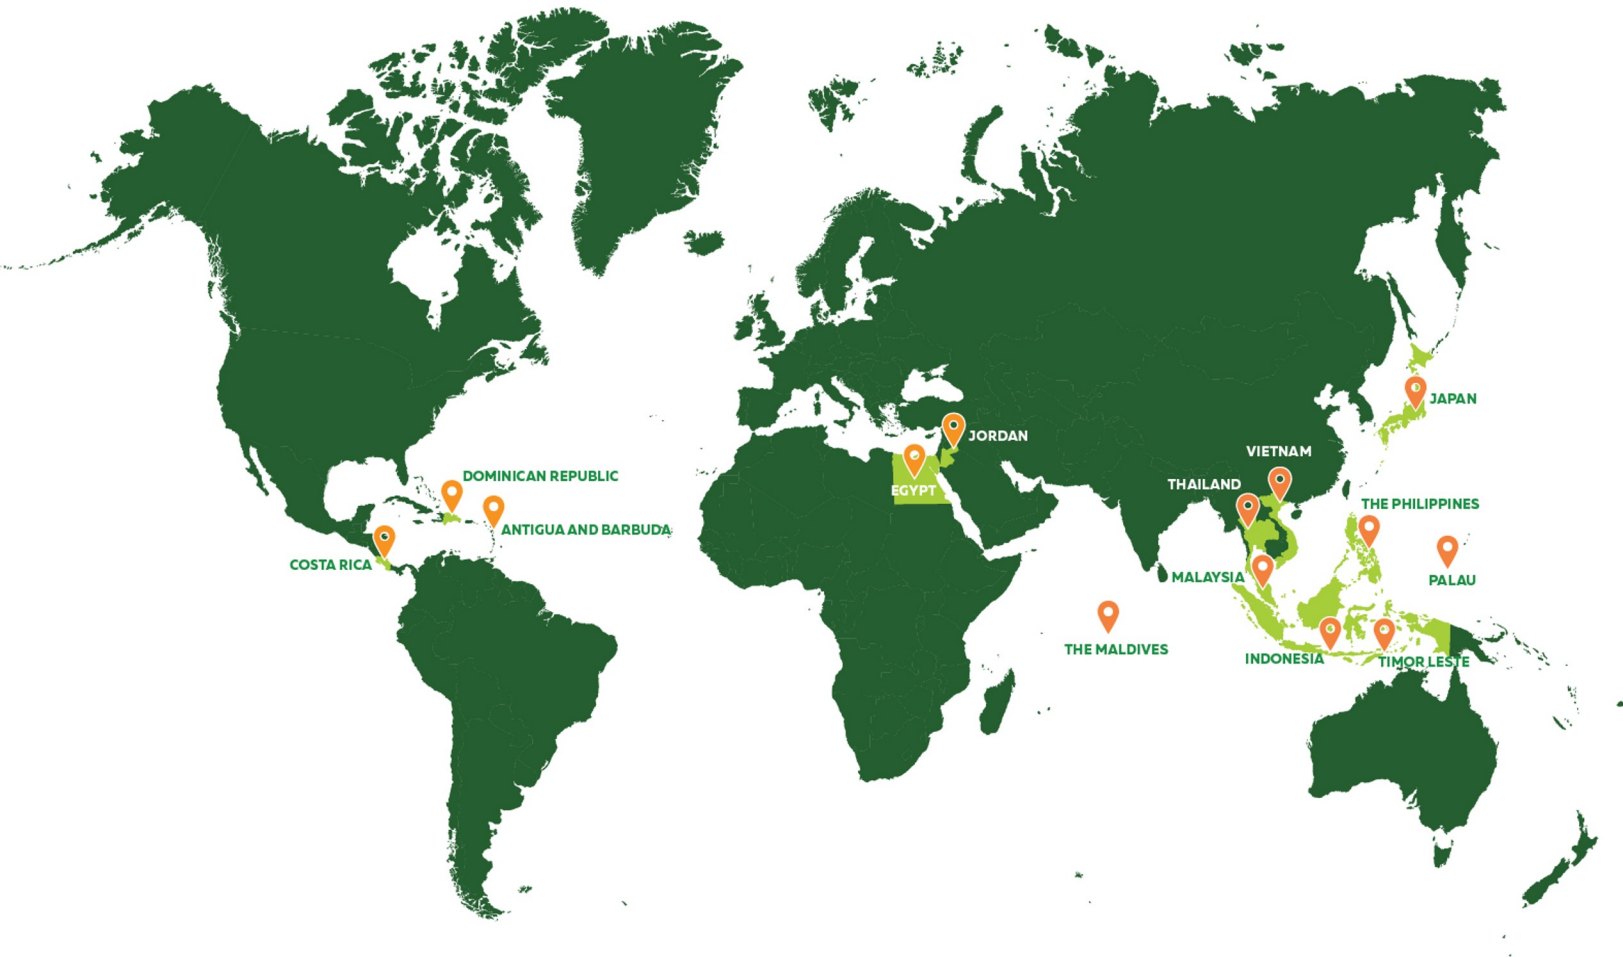 JAPAN
JORDAN
VIETNAM
DOMINICAN REPUBLIC
THAILAND
EGYPT
THE PHILIPPINES
ANTIGUA AND BARBUDA
COSTA RICA
MALAYSIA
PALAU
THE MALDIVES
INDONESIA
TIMOR LESTE